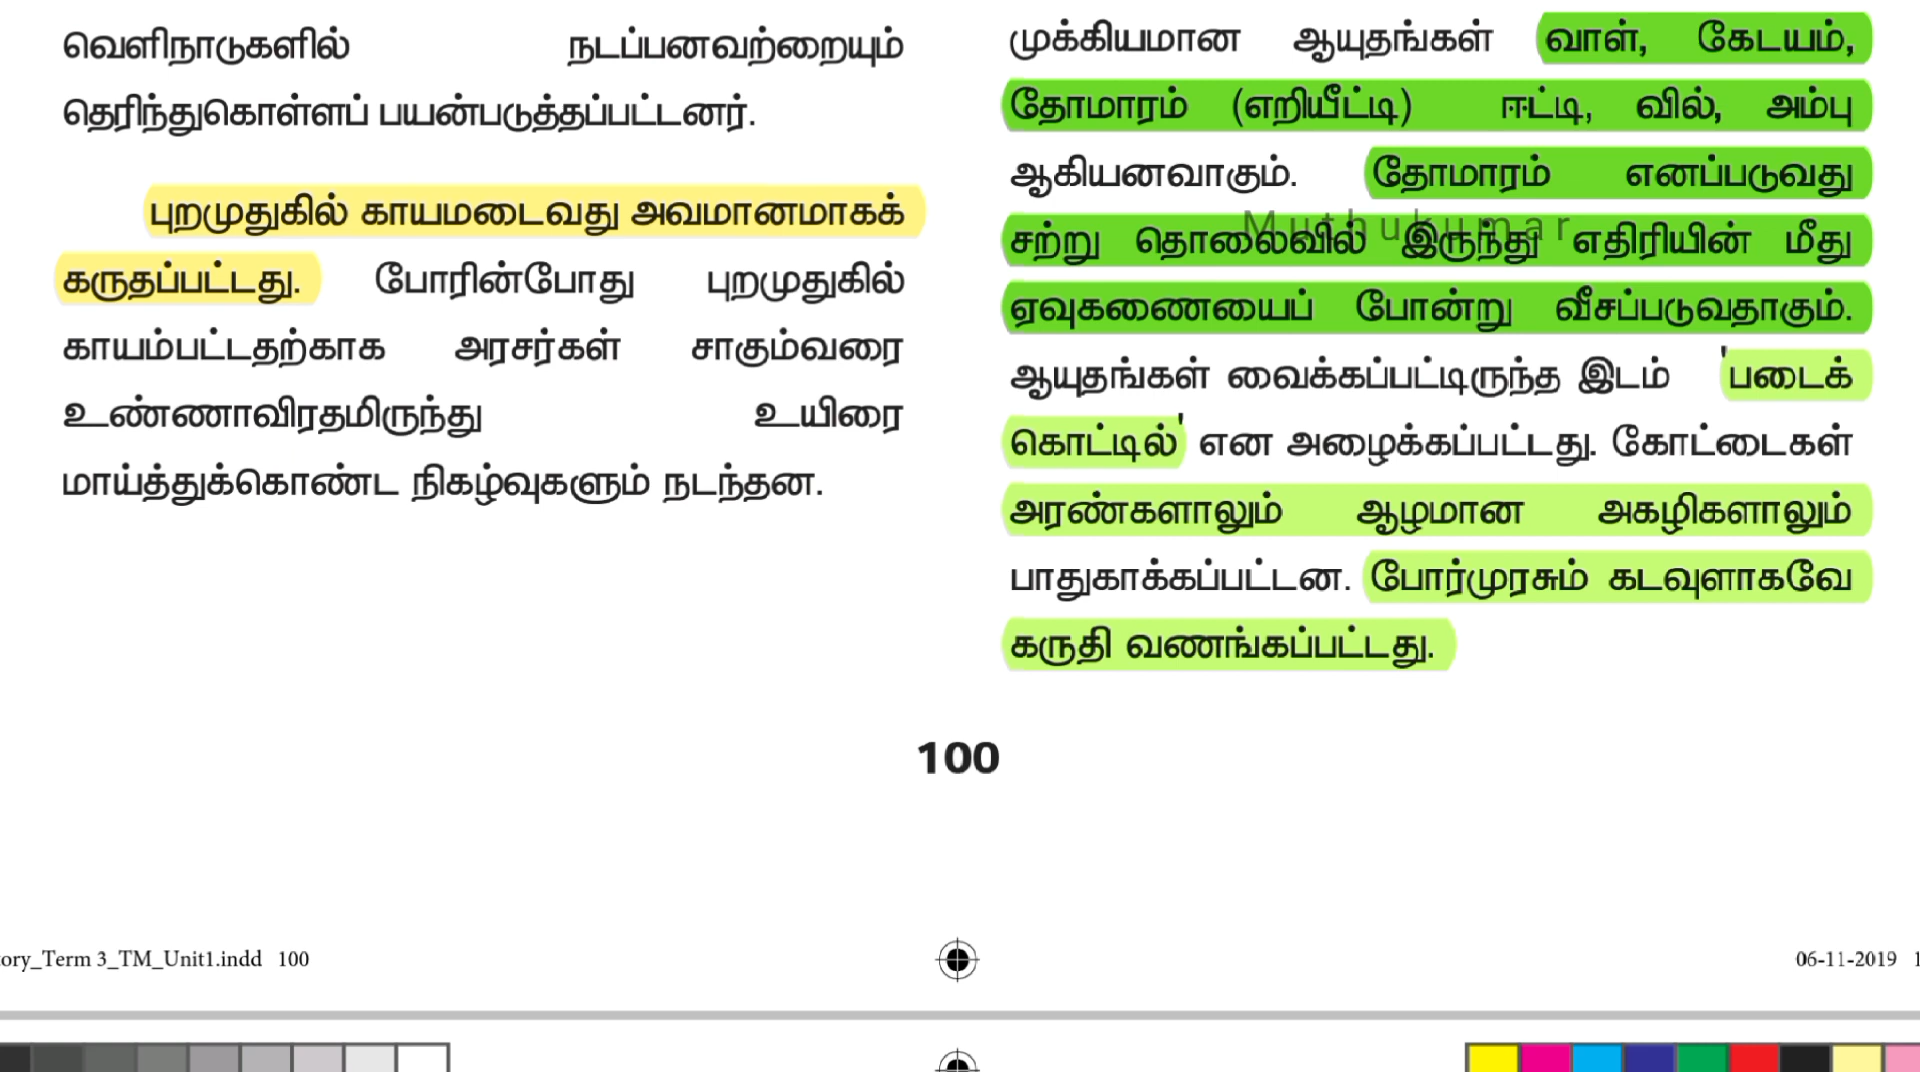 வெளிநாடுகளில் நடப்பனவற்றையும்
தெரிந்துகொள்ளப் பயன்படுத்தப்பட்டனர்.
புறமுதுகில் காயமடைவது அவமானமாகக்
கருதப்பட்டது. போரின்போது புறமுதுகில்
காயம்பட்டதற்காக அரசர்கள் சாகும்வரை
உண்ணாவிரதமிருந்து உயிரை
மாய்த்துக்கொண்ட நிகழ்வுகளும் நடந்தன.
முக்கியமான ஆயுதங்கள் வாள், கேடயம்,
தோமாரம் (எறியீட்டி) ஈட்டி, வில், அம்பு
ஆகியனவாகும். தோமாரம் எனப்படுவது
சற்று தொலைவில் இருந்து எதிரியின் மீது
Muthukumar
ஏவுகணையைப் போன்று வீசப்படுவதாகும்.
ஆயுதங்கள் வைக்கப்பட்டிருந்த இடம் 'படைக்
கொட்டில்' என அழைக்கப்பட்டது. கோட்டைகள்
அரண்களாலும் ஆழமான அகழிகளாலும்
பாதுகாக்கப்பட்டன. போர்முரசும் கடவுளாகவே
கருதி வணங்கப்பட்டது.
100
tory_Term 3_TM_Unit1.indd 100
06-11-2019 1